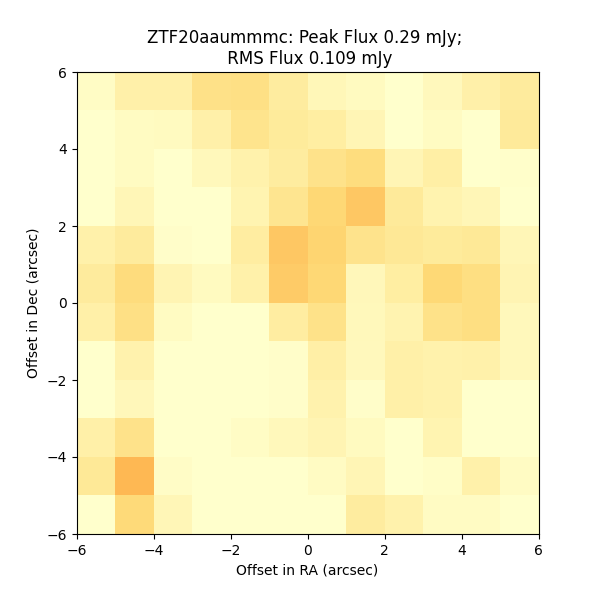 ZTF20aaummmc: Peak Flux 0.29 mJy;
RMS Flux 0.109 mJy
6
4
2
0
−2
−4
−6
Offset in Dec (arcsec)
−6 −4 −2 0 2 4 6
Offset in RA (arcsec)